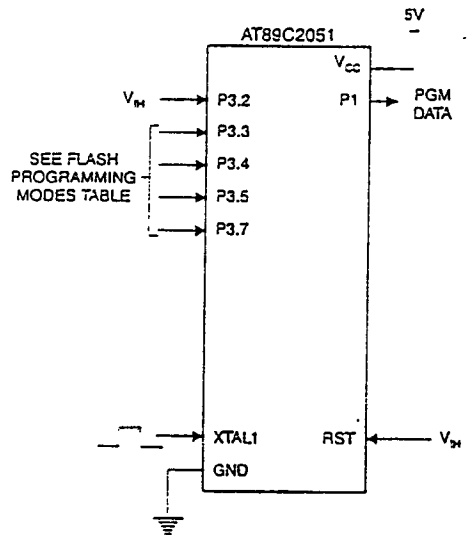 5V
AT89C2051
VCC
VIH
P3.2
P1
PGM
DATA
P3.3
SEE FLASH
PROGRAMMING
MODES TABLE
P3.4
P3.5
P3.7
XTAL1
RST
VIH
GND